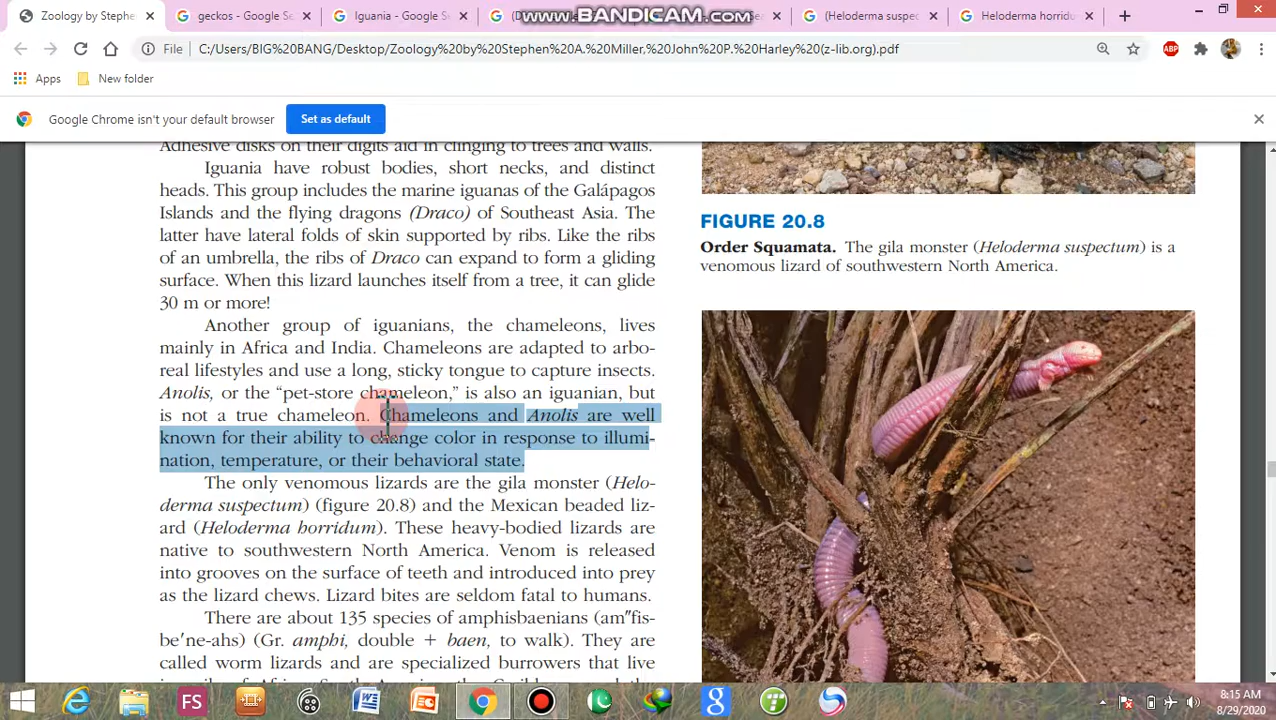 Zoology by Stephe
geckos - Google Se
Iguania - Google S
www.BANDICAM.com
(Heloderma suspec
Heloderma horridu
File
C:/Users/BIG%20BANG/Desktop/Zoology%20by%20Stephen%20A.%20Miller,%20John%20P.%20Harley%20(z-lib.org).pdf
ABP
Apps
New folder
Google Chrome isn't your default browser
Set as default
Adhesive disks on their digits aid in clinging to trees and walls.
Iguania have robust bodies, short necks, and distinct
heads. This group includes the marine iguanas of the Galápagos
Islands and the flying dragons (Draco) of Southeast Asia. The
latter have lateral folds of skin supported by ribs. Like the ribs
of an umbrella, the ribs of Draco can expand to form a gliding
surface. When this lizard launches itself from a tree, it can glide
30 m or more!
Another group of iguanians, the chameleons, lives
mainly in Africa and India. Chameleons are adapted to arbo-
real lifestyles and use a long, sticky tongue to capture insects.
Anolis, or the “pet-store chameleon,” is also an iguanian, but
is not a true chameleon. Chameleons and Anolis are well
known for their ability to change color in response to illumi-
nation, temperature, or their behavioral state.
The only venomous lizards are the gila monster (Helo-
derma suspectum) (figure 20.8) and the Mexican beaded liz-
ard (Heloderma horridum). These heavy-bodied lizards are
native to southwestern North America. Venom is released
into grooves on the surface of teeth and introduced into prey
as the lizard chews. Lizard bites are seldom fatal to humans.
There are about 135 species of amphisbaenians (am″fis-
be′ne-ahs) (Gr. amphi, double + baen, to walk). They are
called worm lizards and are specialized burrowers that live
FIGURE 20.8
Order Squamata. The gila monster (Heloderma suspectum) is a
venomous lizard of southwestern North America.
FS
8:15 AM
8/29/2020